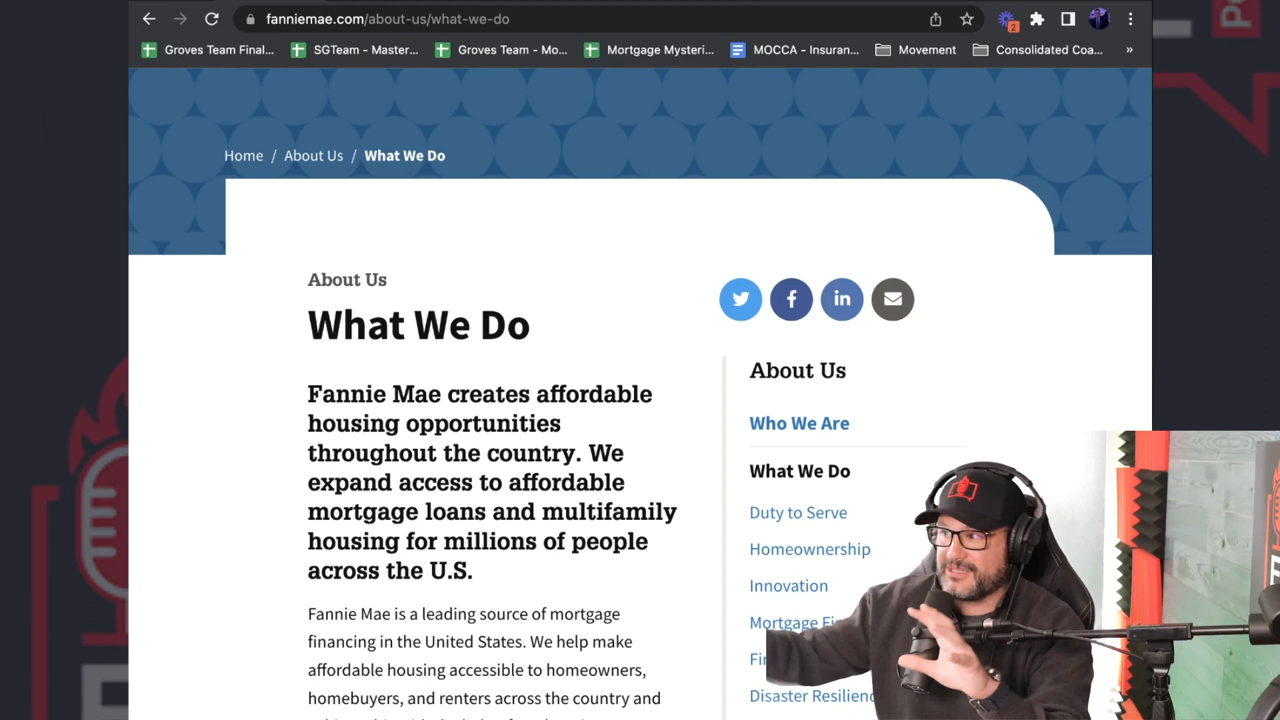 fanniemae.com/about-us/what-we-do
2
Groves Team Final...
SGTeam - Master...
Groves Team - Mo...
Mortgage Mysteri...
MOCCA - Insuran...
Movement
Consolidated Coa...
»
Home / About Us / What We Do
About Us
What We Do
Fannie Mae creates affordable
housing opportunities
throughout the country. We
expand access to affordable
mortgage loans and multifamily
housing for millions of people
across the U.S.
Fannie Mae is a leading source of mortgage
financing in the United States. We help make
affordable housing accessible to homeowners,
homebuyers, and renters across the country and
About Us
Who We Are
What We Do
Duty to Serve
Homeownership
Innovation
Mortgage
Disaster